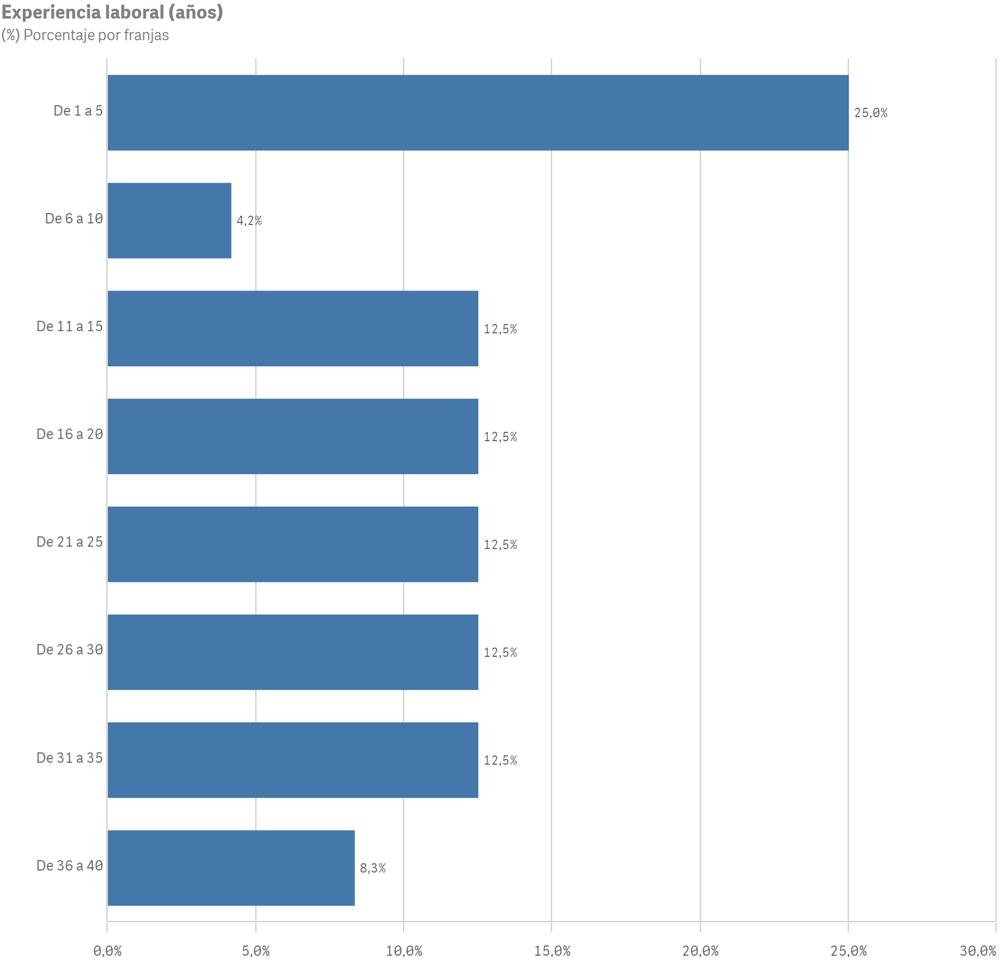 Experiencia laboral (años)
(%) Porcentaje por franjas
De 1 a 5
25,0%
De 6 a 10
4,2%
De 11 a 15
12,5%
De 16 a 20
12,5%
De 21 a 25
12,5%
De 26 a 30
12,5%
De 31 a 35
12,5%
De 36 a 40
8,3%
0,0% 5,0% 10,0% 15,0% 20,0% 25,0% 30,0%